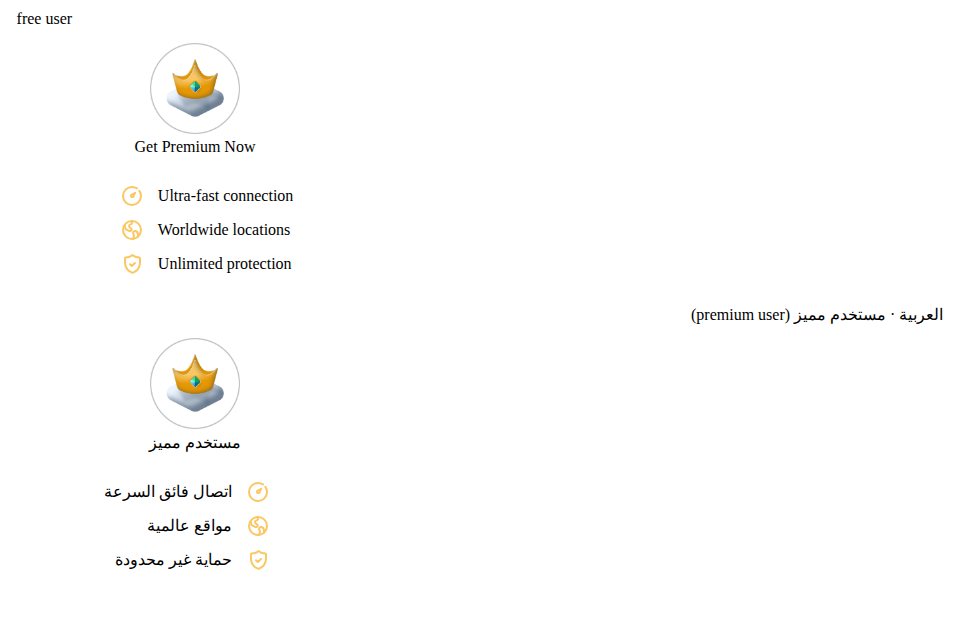 free user
Get Premium Now
Ultra-fast connection
Worldwide locations
Unlimited protection
العربية · مستخدم مميز (premium user)
مستخدم مميز
اتصال فائق السرعة
مواقع عالمية
حماية غير محدودة